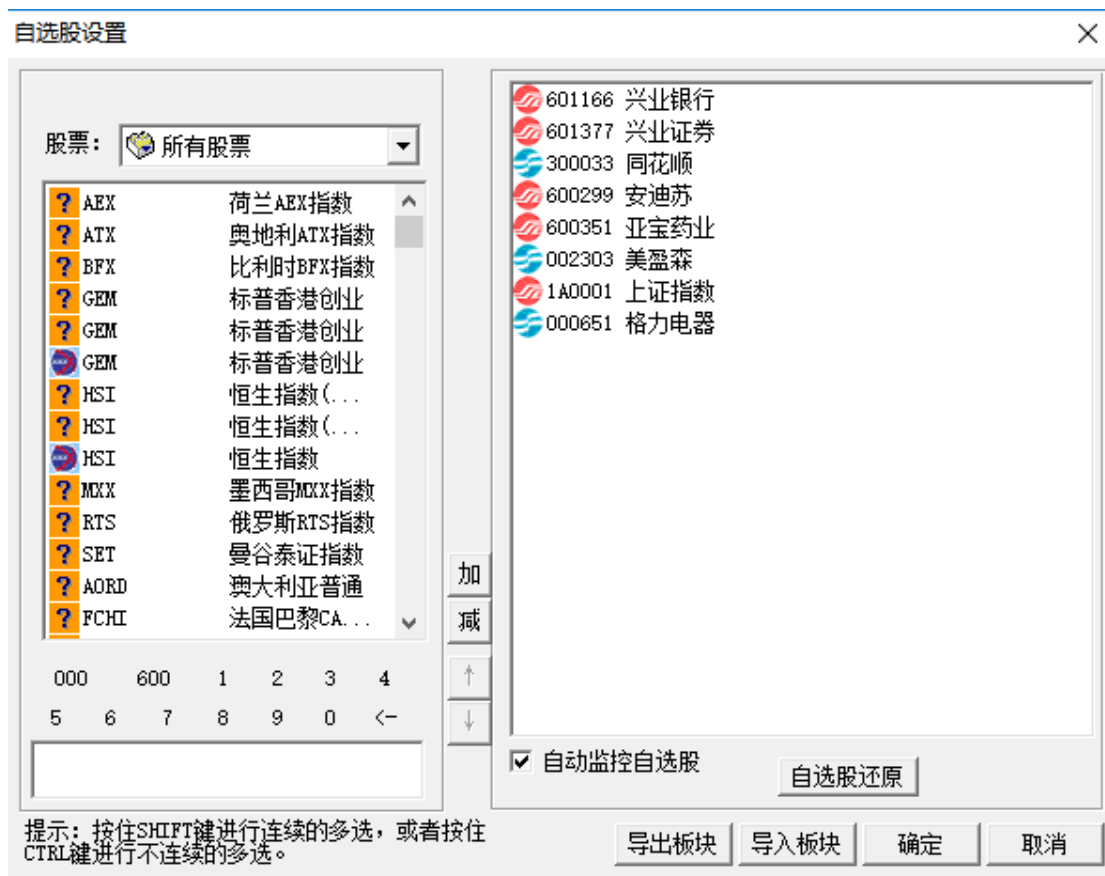 自选股设置
股票: 所有股票
AEX 荷兰AEX指数
ATX 奥地利ATX指数
BFX 比利时BFX指数
GEM 标普香港创业
GEM 标普香港创业
GEM 标普香港创业
HSI 恒生指数(...
HSI 恒生指数(...
HSI 恒生指数
MXX 墨西哥MXX指数
RTS 俄罗斯RTS指数
SET 曼谷泰证指数
AORD 澳大利亚普通
FCHI 法国巴黎CA...
000 600 1 2 3 4
5 6 7 8 9 0 <-
加
减
↑
↓
601166 兴业银行
601377 兴业证券
300033 同花顺
600299 安迪苏
600351 亚宝药业
002303 美盈森
1A0001 上证指数
000651 格力电器
自动监控自选股
自选股还原
提示: 按住SHIFT键进行连续的多选，或者按住
CTRL键进行不连续的多选。
导出板块 导入板块 确定 取消